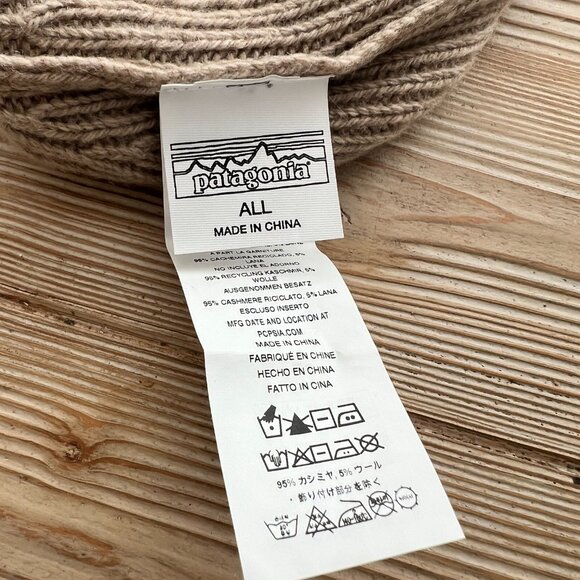 patagonia
ALL
MADE IN CHINA
A PART LA GARNITURE
95% CACHEMIRA RECICLADO, 5%
LANA
NO INCLUYE EL ADORNO
95% RECYCLING KASHMIR, 5%
WOLLE
AUSGENOMMEN BESATZ
95% CASHMERE RICICLATO, 5% LANA
ESCLUSO INSERTO
MFG DATE AND LOCATION AT
PCPSIA.COM
MADE IN CHINA
FABRIQUÉ EN CHINE
HECHO EN CHINA
FATTO IN CINA
95% カシミヤ, 5% ウール
飾り付け部分を除く